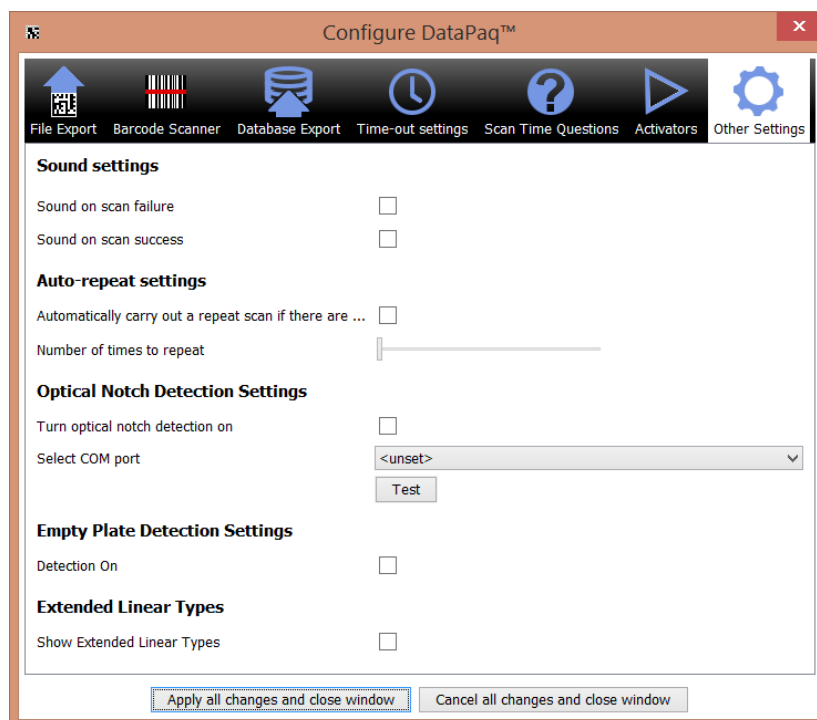 Configure DataPaq™
File Export Barcode Scanner Database Export Time-out settings Scan Time Questions Activators Other Settings
Sound settings
Sound on scan failure
Sound on scan success
Auto-repeat settings
Automatically carry out a repeat scan if there are ...
Number of times to repeat
Optical Notch Detection Settings
Turn optical notch detection on
Select COM port <unset>
Test
Empty Plate Detection Settings
Detection On
Extended Linear Types
Show Extended Linear Types
Apply all changes and close window Cancel all changes and close window